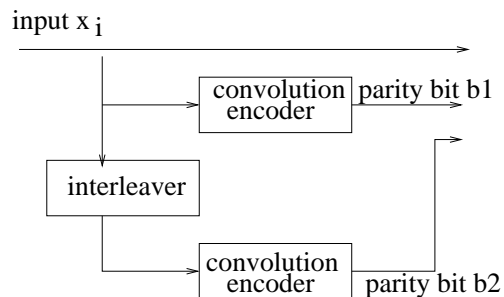 input x i
convolution
encoder
parity bit b1
interleaver
convolution
encoder
parity bit b2